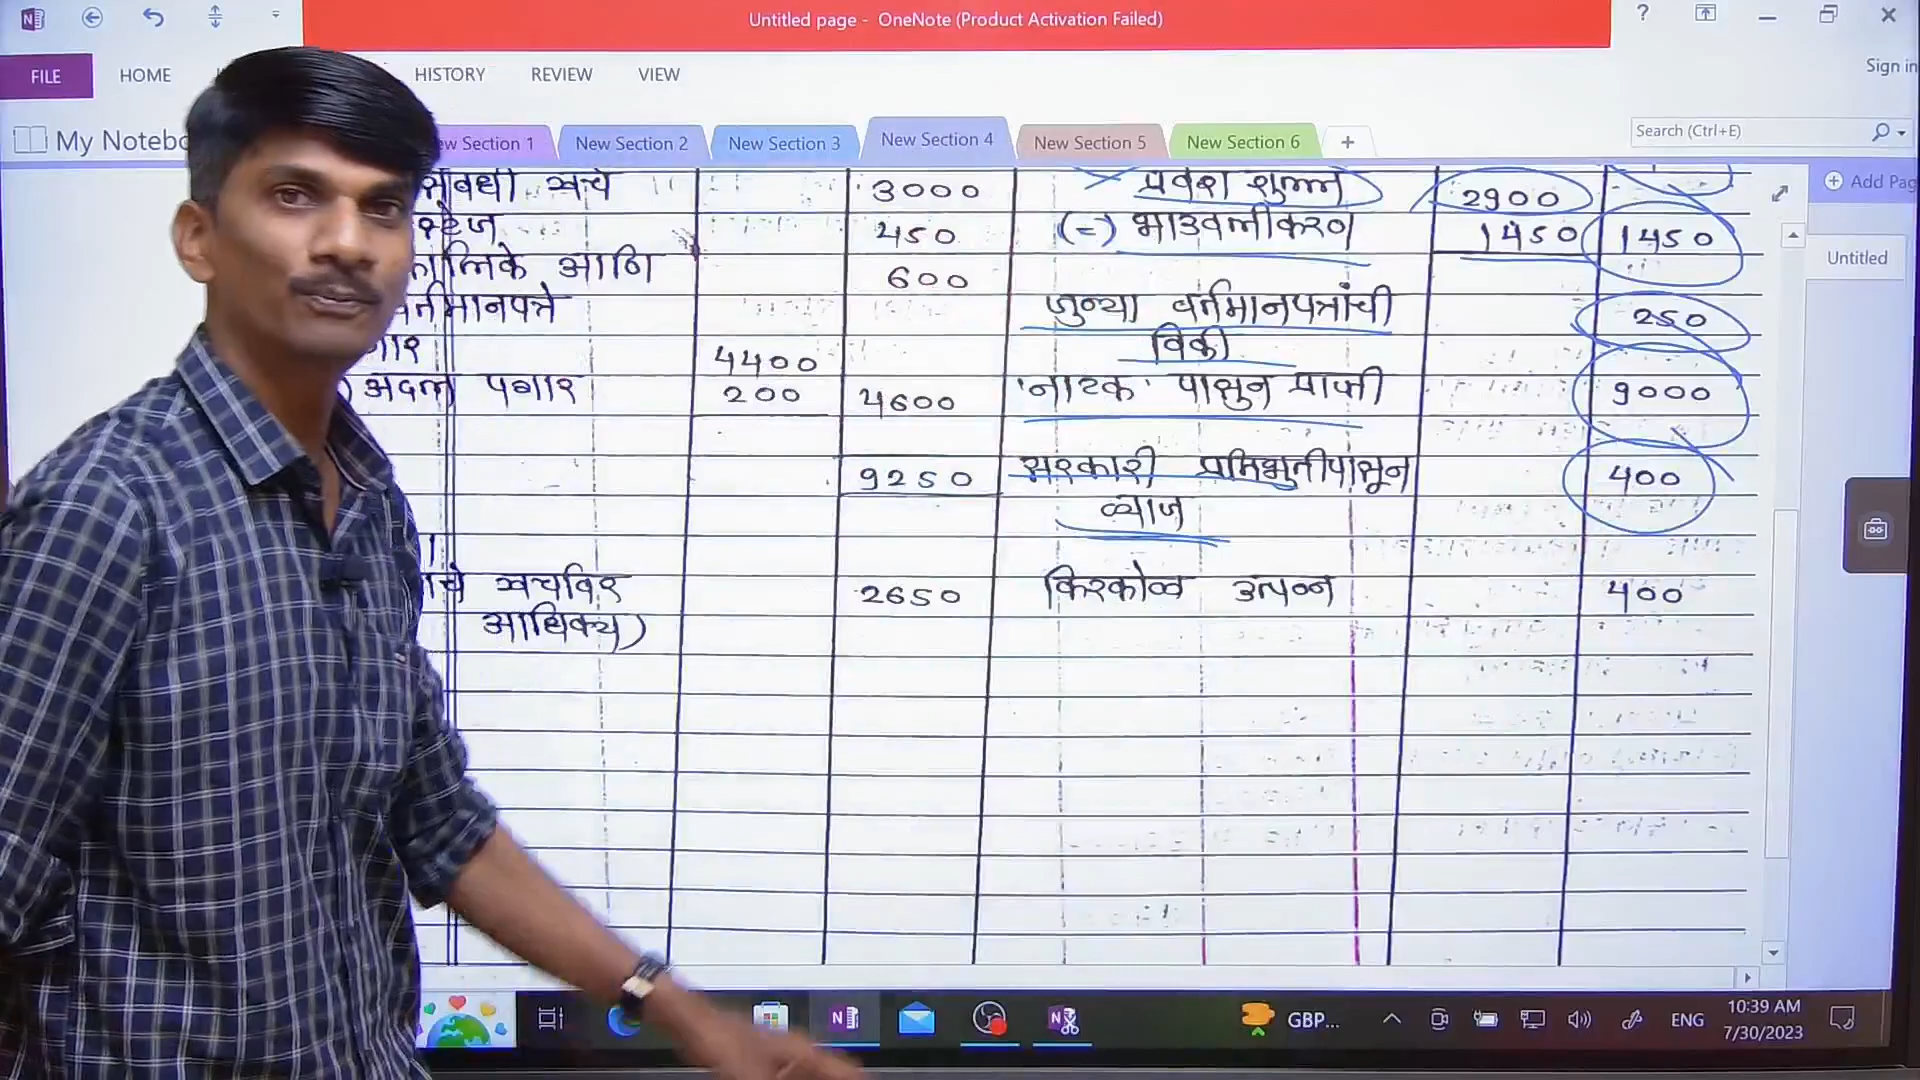 Untitled page - OneNote (Product Activation Failed)
?
FILE HOME HISTORY REVIEW VIEW
Sign in
My Notebo
New Section 2 New Section 3 New Section 4 New Section 5 New Section 6 +
Search (Ctrl+E)
Add Pag
Untitled
खर्च 3000 प्रवेश शुल्क 2900
450 (-) भांडवलीकरण 1450 1450
आणि 600
जुन्या वर्तमानपत्रांची 250
विक्री
4400
अदत्त पगार 200 4600 'नाटक' पासुन प्राप्ती 9000
9250 सरकारी प्रतिभुतीपासून 400
व्याज
खर्चावर 2650 किरकोळ उत्पन्न 400
आधिक्य)
GBP... ENG 10:39 AM
7/30/2023